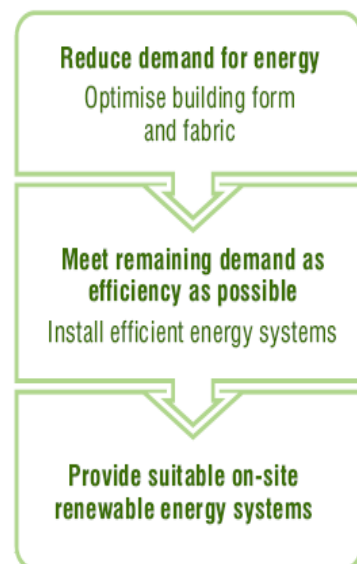 Reduce demand for energy
Optimise building form
and fabric
Meet remaining demand as
efficiency as possible
Install efficient energy systems
Provide suitable on-site
renewable energy systems